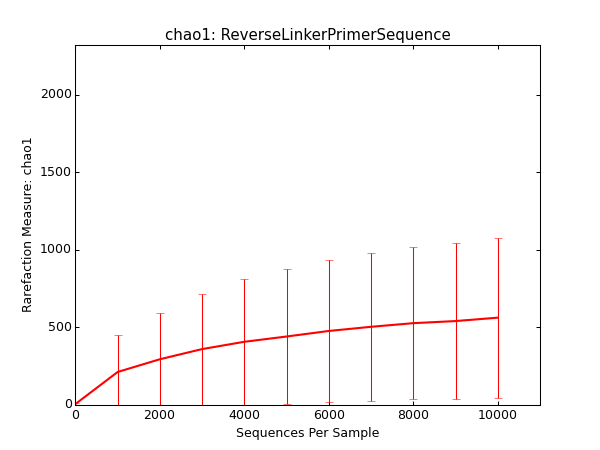 chao1: ReverseLinkerPrimerSequence
Rarefaction Measure: chao1
2000
1500
1000
500
0
0 2000 4000 6000 8000 10000
Sequences Per Sample